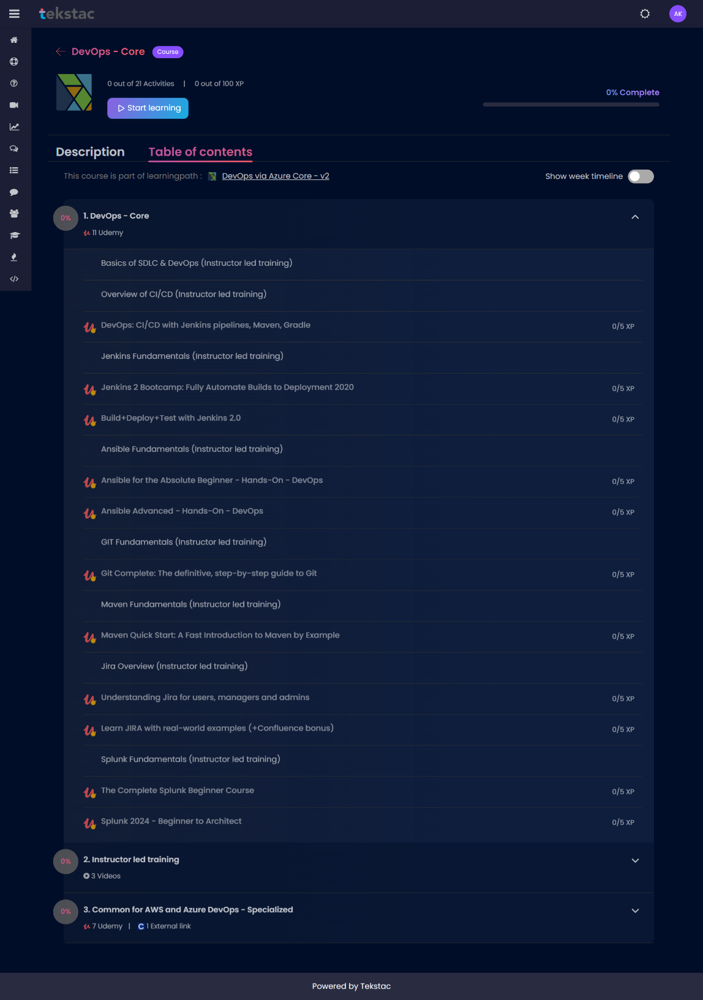 tekstac
AK
DevOps - Core Course
0 out of 21 Activities | 0 out of 100 XP
Start learning
0% Complete
Description Table of contents
This course is part of learningpath : DevOps via Azure Core - v2
Show week timeline
0% 1. DevOps - Core
11 Udemy
Basics of SDLC & DevOps (Instructor led training)
Overview of CI/CD (Instructor led training)
DevOps: CI/CD with Jenkins pipelines, Maven, Gradle 0/5 XP
Jenkins Fundamentals (Instructor led training)
Jenkins 2 Bootcamp: Fully Automate Builds to Deployment 2020 0/5 XP
Build+Deploy+Test with Jenkins 2.0 0/5 XP
Ansible Fundamentals (Instructor led training)
Ansible for the Absolute Beginner - Hands-On - DevOps 0/5 XP
Ansible Advanced - Hands-On - DevOps 0/5 XP
GIT Fundamentals (Instructor led training)
Git Complete: The definitive, step-by-step guide to Git 0/5 XP
Maven Fundamentals (Instructor led training)
Maven Quick Start: A Fast Introduction to Maven by Example 0/5 XP
Jira Overview (Instructor led training)
Understanding Jira for users, managers and admins 0/5 XP
Learn JIRA with real-world examples (+Confluence bonus) 0/5 XP
Splunk Fundamentals (Instructor led training)
The Complete Splunk Beginner Course 0/5 XP
Splunk 2024 - Beginner to Architect 0/5 XP
0% 2. Instructor led training
3 Videos
0% 3. Common for AWS and Azure DevOps - Specialized
7 Udemy | C 1 External link
Powered by Tekstac